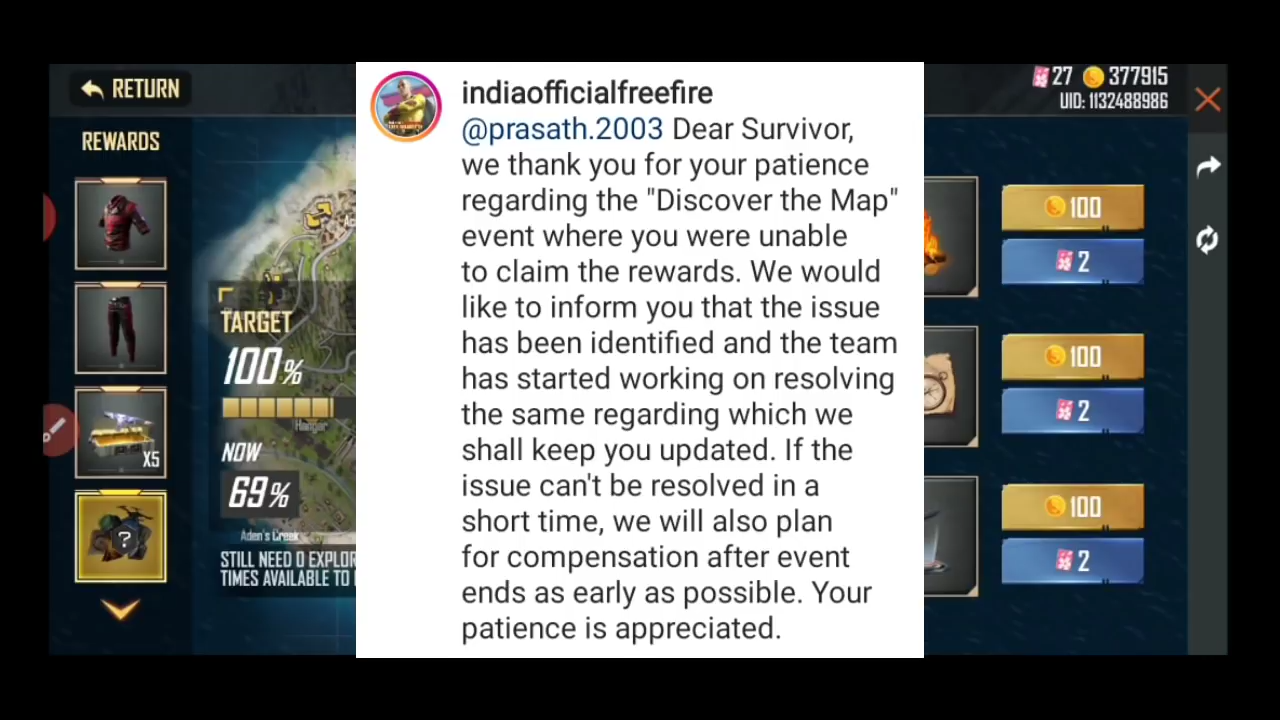 RETURN
REWARDS
X5
TARGET
100%
Hangar
NOW
69%
Aden's Creek
STILL NEED 0 EXPLOR
TIMES AVAILABLE TO
indiaofficialfreefire
@prasath.2003 Dear Survivor,
we thank you for your patience
regarding the "Discover the Map"
event where you were unable
to claim the rewards. We would
like to inform you that the issue
has been identified and the team
has started working on resolving
the same regarding which we
shall keep you updated. If the
issue can't be resolved in a
short time, we will also plan
for compensation after event
ends as early as possible. Your
patience is appreciated.
27 377915
UID: 1132488986
100
2
100
2
100
2